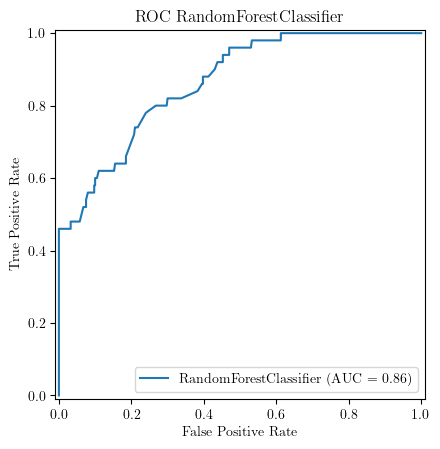 ROC RandomForestClassifier
1.0
0.8
0.6
0.4
0.2
0.0
True Positive Rate
RandomForestClassifier (AUC = 0.86)
0.0 0.2 0.4 0.6 0.8 1.0
False Positive Rate